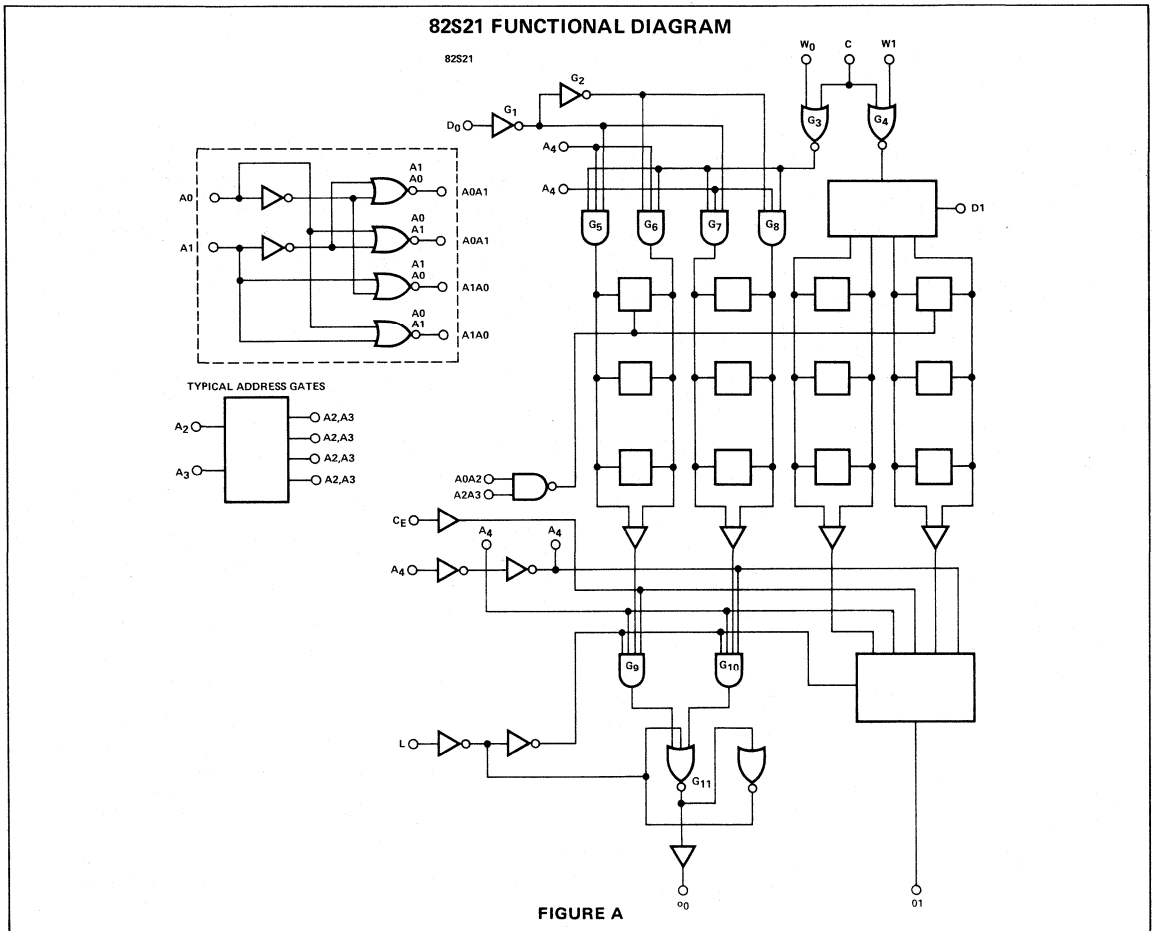 82S21 FUNCTIONAL DIAGRAM
82S21
W0 C W1
G2
G1
D0
G3 G4
A4
A4
A1
A0
A0 A0A1
D1
G5 G6 G7 G8
A0
A1
A1 A0A1
A1
A0
A1A0
A0
A1
A1A0
TYPICAL ADDRESS GATES
A2 A2,A3
A2,A3
A2,A3
A3 A2,A3
A0A2
A2A3
CE
A4 A4
A4
G9 G10
L
G11
o0 01
FIGURE A